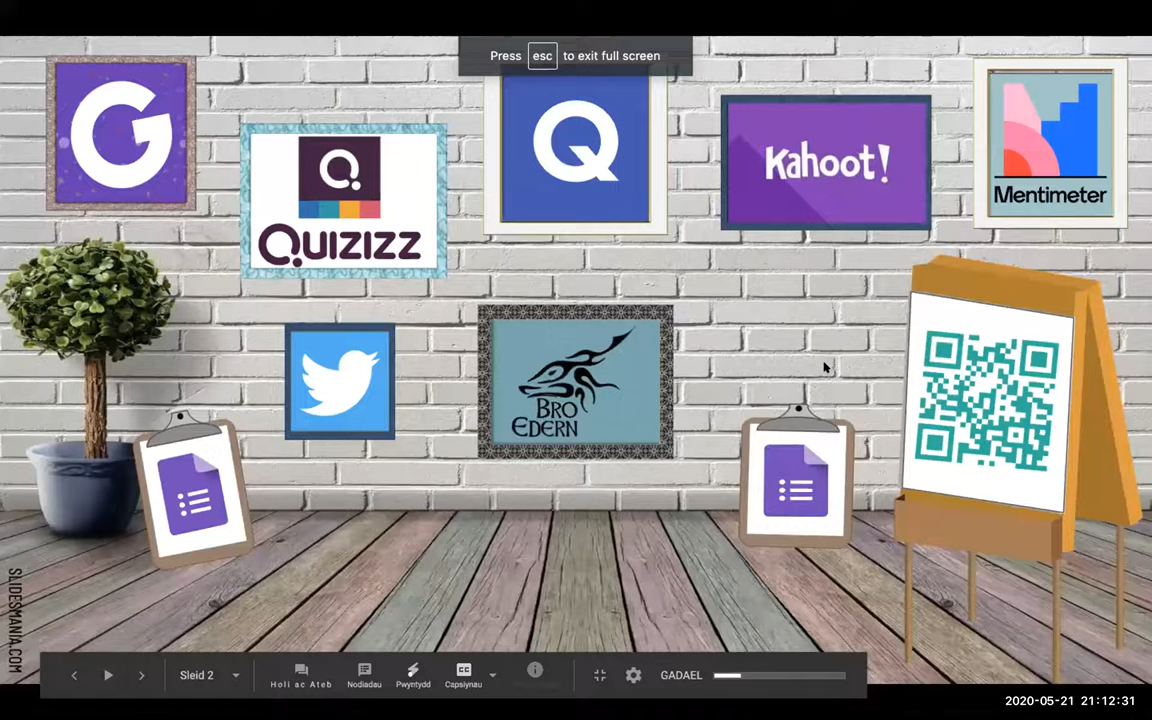 Press esc to exit full screen
G
Q
QUIZIZZ
Q
Kahoot!
Mentimeter
BRO
EDERN
SLIDESMANIA.COM
Sleid 2
Holi ac Ateb
Nodiadau
Pwyntydd
CC
Capsiynau
GADAEL
2020-05-21 21:12:31